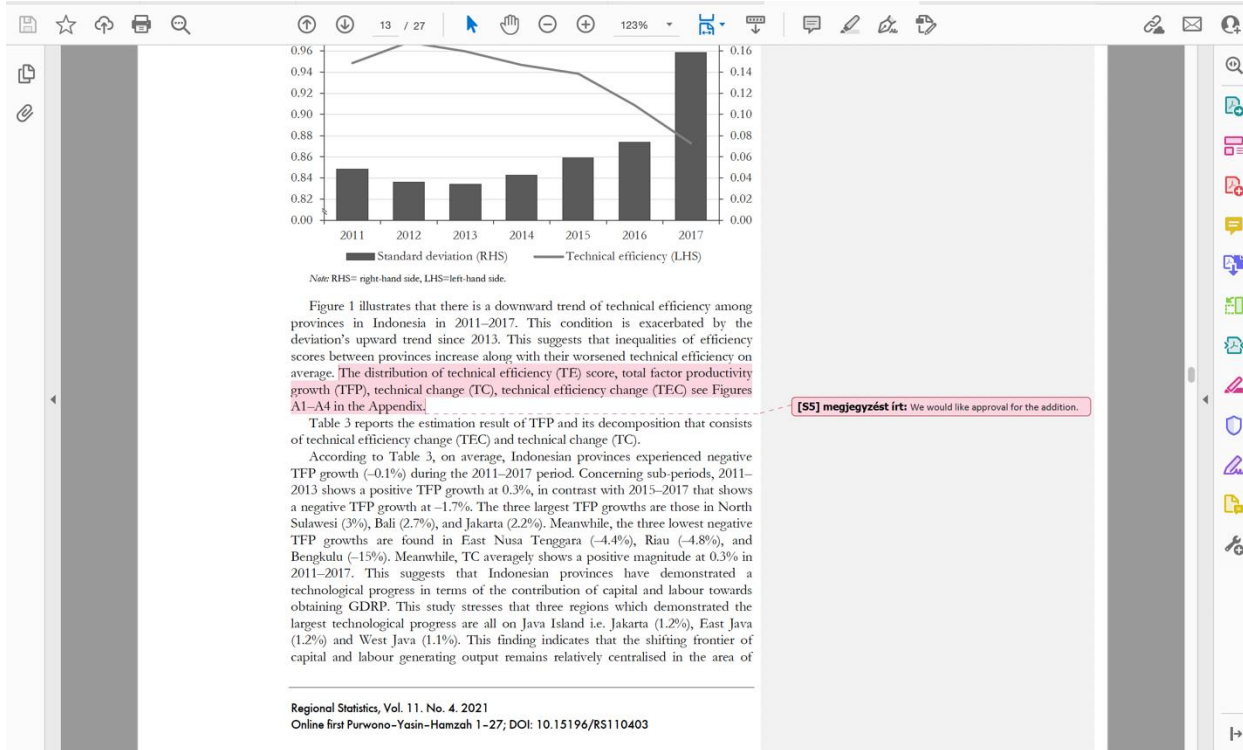 13 / 27
123%
0.96
0.94
0.92
0.90
0.88
0.86
0.84
0.82
0.00
0.16
0.14
0.12
0.10
0.08
0.06
0.04
0.02
0.00
2011 2012 2013 2014 2015 2016 2017
Standard deviation (RHS) Technical efficiency (LHS)
Note: RHS= right-hand side, LHS=left-hand side.
Figure 1 illustrates that there is a downward trend of technical efficiency among
provinces in Indonesia in 2011–2017. This condition is exacerbated by the
deviation's upward trend since 2013. This suggests that inequalities of efficiency
scores between provinces increase along with their worsened technical efficiency on
average. The distribution of technical efficiency (TE) score, total factor productivity
growth (TFP), technical change (TC), technical efficiency change (TEC) see Figures
A1–A4 in the Appendix.
[S5] megjegyzést írt: We would like approval for the addition.
Table 3 reports the estimation result of TFP and its decomposition that consists
of technical efficiency change (TEC) and technical change (TC).
According to Table 3, on average, Indonesian provinces experienced negative
TFP growth (–0.1%) during the 2011–2017 period. Concerning sub-periods, 2011–
2013 shows a positive TFP growth at 0.3%, in contrast with 2015–2017 that shows
a negative TFP growth at –1.7%. The three largest TFP growths are those in North
Sulawesi (3%), Bali (2.7%), and Jakarta (2.2%). Meanwhile, the three lowest negative
TFP growths are found in East Nusa Tenggara (–4.4%), Riau (–4.8%), and
Bengkulu (–15%). Meanwhile, TC averagely shows a positive magnitude at 0.3% in
2011–2017. This suggests that Indonesian provinces have demonstrated a
technological progress in terms of the contribution of capital and labour towards
obtaining GDRP. This study stresses that three regions which demonstrated the
largest technological progress are all on Java Island i.e. Jakarta (1.2%), East Java
(1.2%) and West Java (1.1%). This finding indicates that the shifting frontier of
capital and labour generating output remains relatively centralised in the area of
Regional Statistics, Vol. 11. No. 4. 2021
Online first Purwono–Yasin–Hamzah 1–27; DOI: 10.15196/RS110403